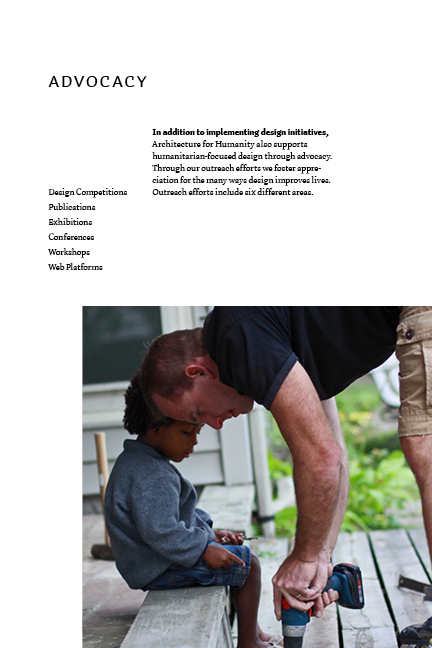 ADVOCACY
In addition to implementing design initiatives,
Architecture for Humanity also supports
humanitarian-focused design through advocacy.
Through our outreach efforts we foster appre-
ciation for the many ways design improves lives.
Outreach efforts include six different areas.
Design Competitions
Publications
Exhibitions
Conferences
Workshops
Web Platforms